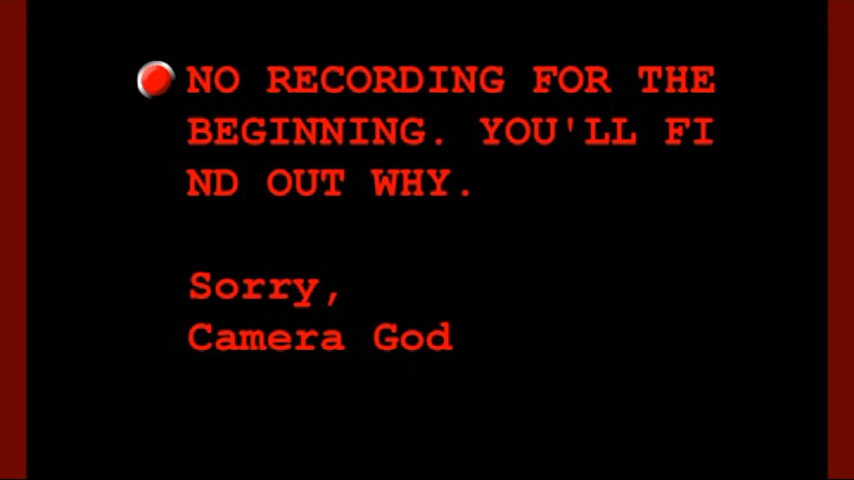 NO RECORDING FOR THE
BEGINNING. YOU'LL FI
ND OUT WHY.
Sorry,
Camera God